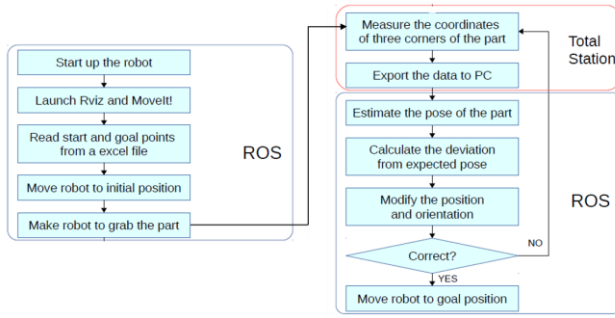 Start up the robot
Launch Rviz and MoveIt!
Read start and goal points
from a excel file
Move robot to initial position
Make robot to grab the part
ROS
Measure the coordinates
of three corners of the part
Export the data to PC
Total
Station
Estimate the pose of the part
Calculate the deviation
from expected pose
Modify the position
and orientation
Correct?
NO
YES
Move robot to goal position
ROS